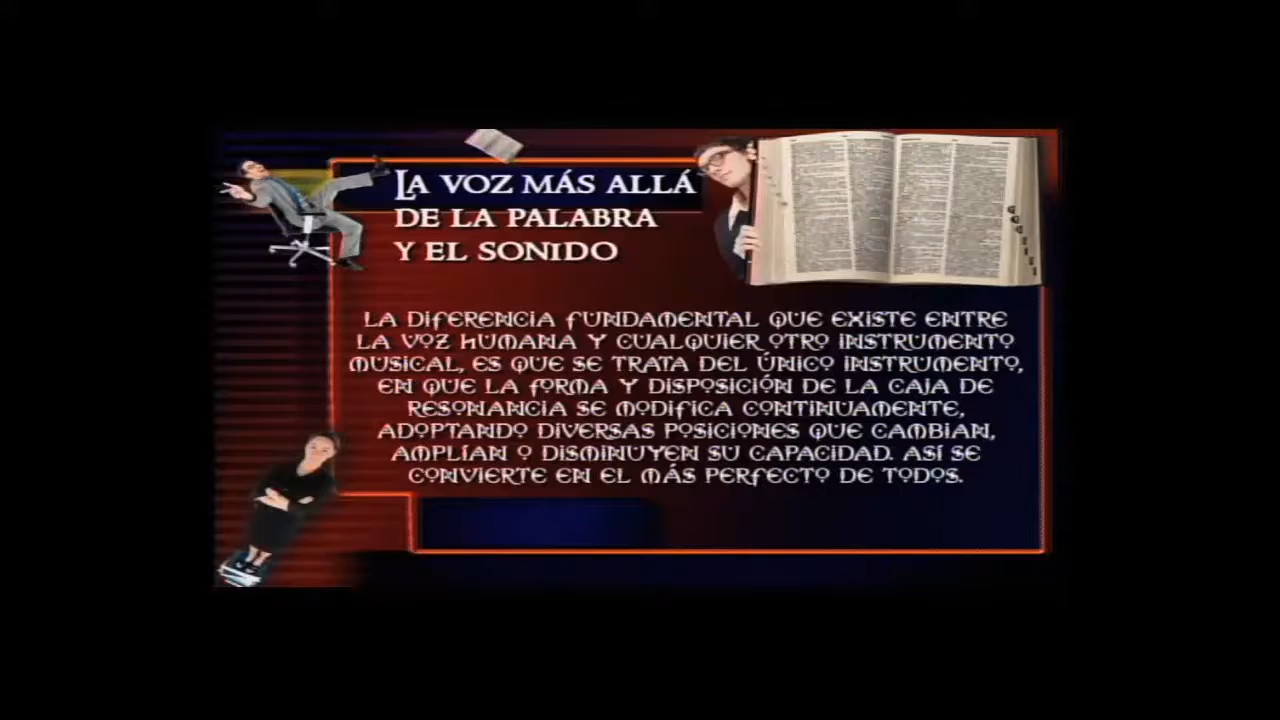 LA VOZ MÁS ALLÁ
DE LA PALABRA
Y EL SONIDO
LA DIFERENCIA FUNDAMENTAL QUE EXISTE ENTRE
LA VOZ HUMANA Y CUALQUIER OTRO INSTRUMENTO
MUSICAL, ES QUE SE TRATA DEL ÚNICO INSTRUMENTO,
EN QUE LA FORMA Y DISPOSICIÓN DE LA CAJA DE
RESONANCIA SE MODIFICA CONTINUAMENTE,
ADOPTANDO DIVERSAS POSICIONES QUE CAMBIAN,
AMPLÍAN O DISMINUYEN SU CAPACIDAD. ASÍ SE
CONVIERTE EN EL MÁS PERFECTO DE TODOS.